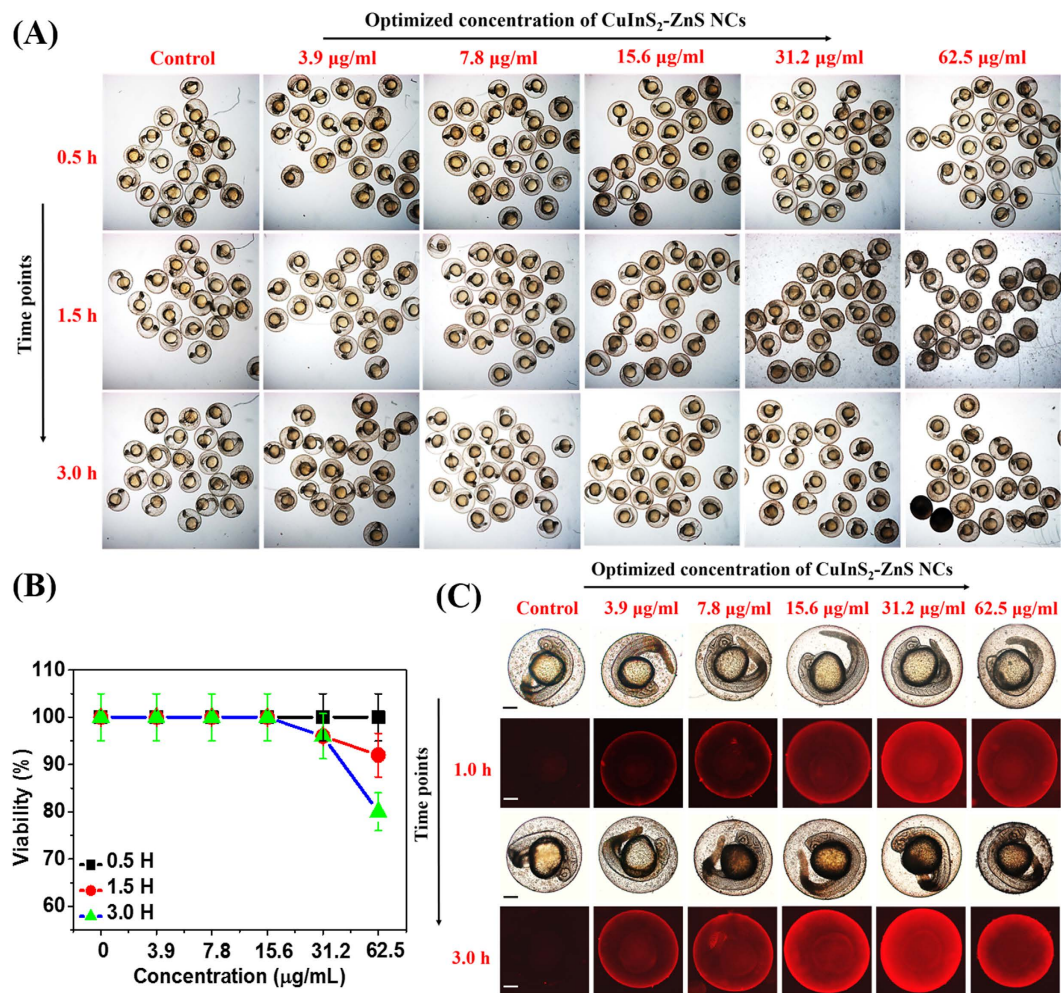 (A)
Optimized concentration of CuInS₂-ZnS NCs
Control 3.9 μg/ml 7.8 μg/ml 15.6 μg/ml 31.2 μg/ml 62.5 μg/ml
0.5 h
1.5 h
3.0 h
Time points
(B)
110
100
90
80
70
60
Viability (%)
0.5 H
1.5 H
3.0 H
0 3.9 7.8 15.6 31.2 62.5
Concentration (μg/mL)
(C)
Optimized concentration of CuInS₂-ZnS NCs
Control 3.9 μg/ml 7.8 μg/ml 15.6 μg/ml 31.2 μg/ml 62.5 μg/ml
Time points
1.0 h
3.0 h